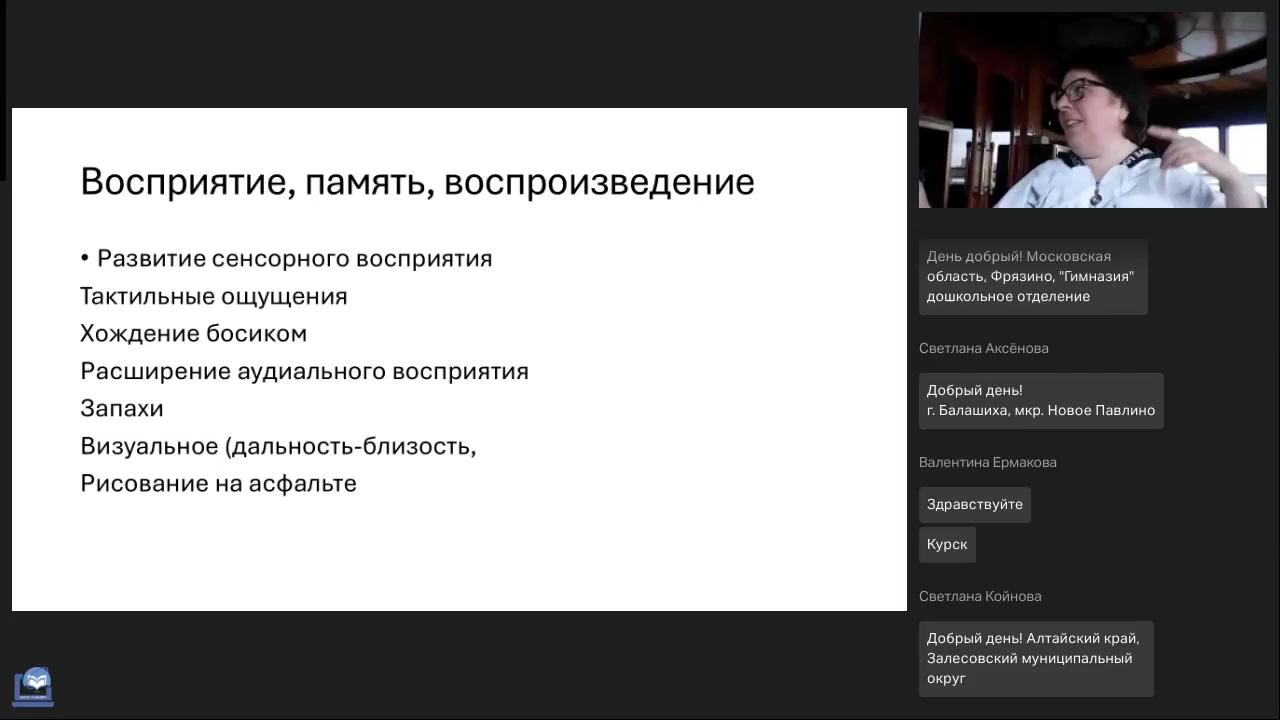 Восприятие, память, воспроизведение
• Развитие сенсорного восприятия
Тактильные ощущения
Хождение босиком
Расширение аудиального восприятия
Запахи
Визуальное (дальность-близость,
Рисование на асфальте
День добрый! Московская
область, Фрязино, "Гимназия"
дошкольное отделение
Светлана Аксёнова
Добрый день!
г. Балашиха, мкр. Новое Павлино
Валентина Ермакова
Здравствуйте
Курск
Светлана Койнова
Добрый день! Алтайский край,
Залесовский муниципальный
округ